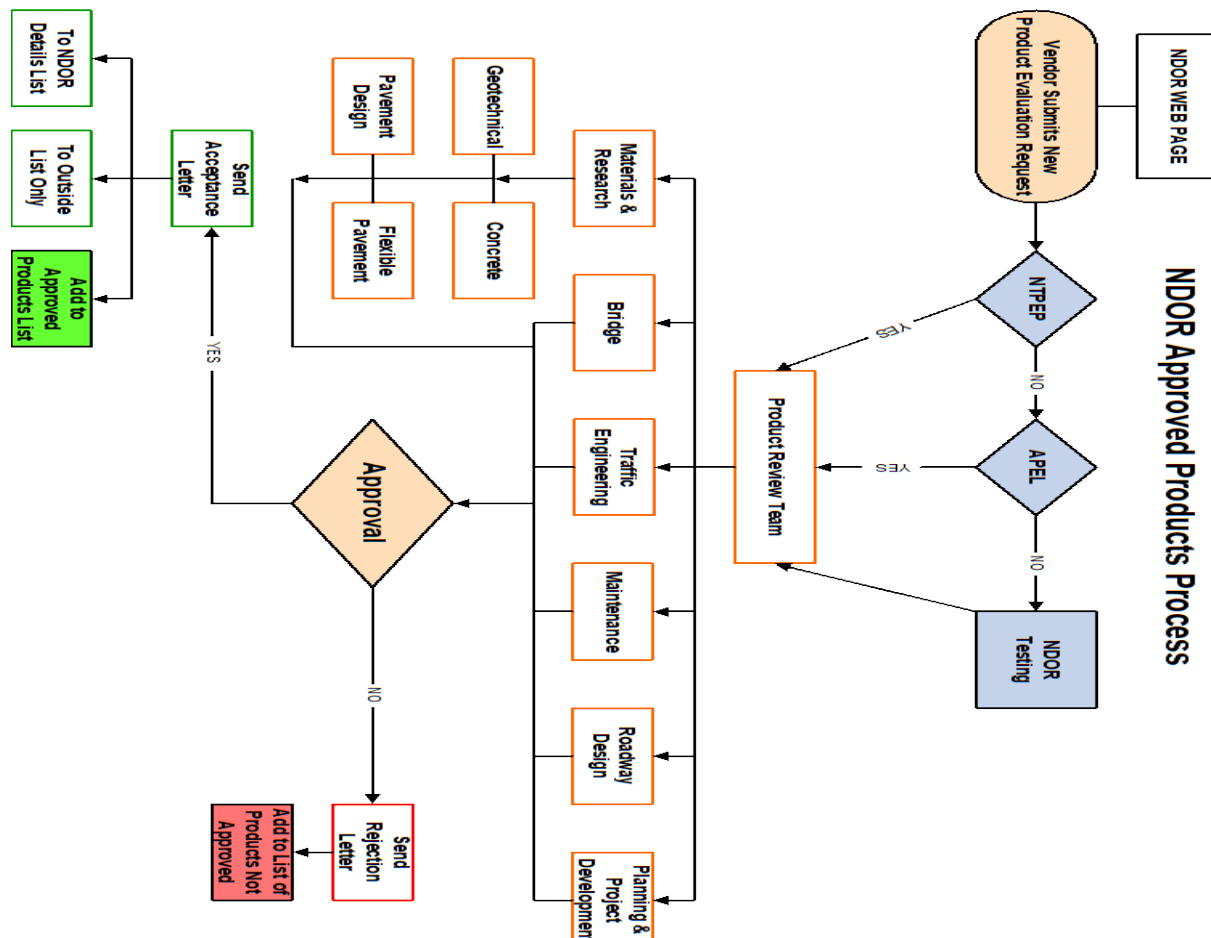 NDOR Approved Products Process
NDOR WEB PAGE
Vendor Submits New
Product Evaluation Request
NTPEP
NO
APEL
NO
NDOR
Testing
YES
YES
Product Review Team
Materials &
Research
Bridge
Traffic
Engineering
Maintenance
Roadway
Design
Planning &
Project
Development
Geotechnical
Concrete
Pavement
Design
Flexible
Pavement
Approval
YES
NO
Send
Acceptance
Letter
Send
Rejection
Letter
To NDOR
Details List
To Outside
List Only
Add to
Approved
Products List
Add to List of
Products Not
Approved